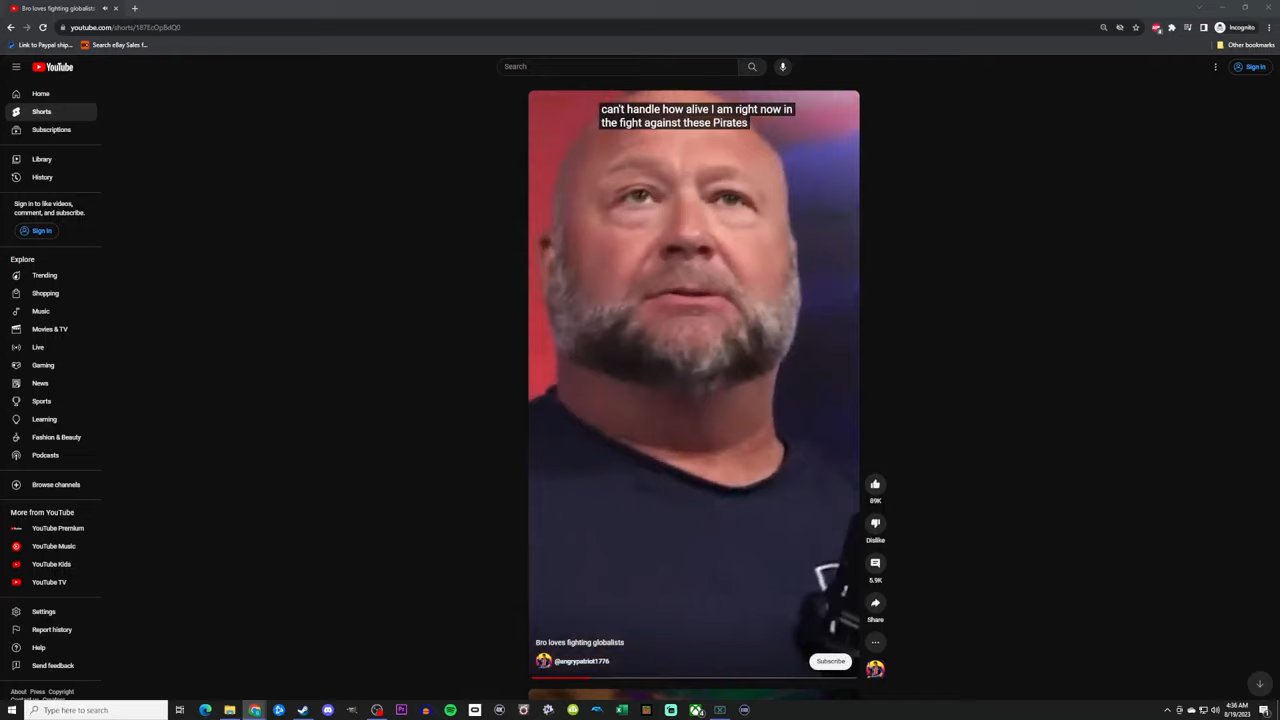 Bro loves fighting globalists
youtube.com/shorts/187EcOpBdQ0
Incognito
Link to Paypal ship...
Search eBay Sales f...
Other bookmarks
YouTube
Search
Sign in
Home
Shorts
Subscriptions
Library
History
Sign in to like videos,
comment, and subscribe.
Sign in
Explore
Trending
Shopping
Music
Movies & TV
Live
Gaming
News
Sports
Learning
Fashion & Beauty
Podcasts
Browse channels
More from YouTube
YouTube Premium
YouTube Music
YouTube Kids
YouTube TV
Settings
Report history
Help
Send feedback
About Press Copyright
can't handle how alive I am right now in
the fight against these Pirates
89K
Dislike
5.9K
Share
Bro loves fighting globalists
@angrypatriot1776
Subscribe
Type here to search
4:36 AM
8/19/2023